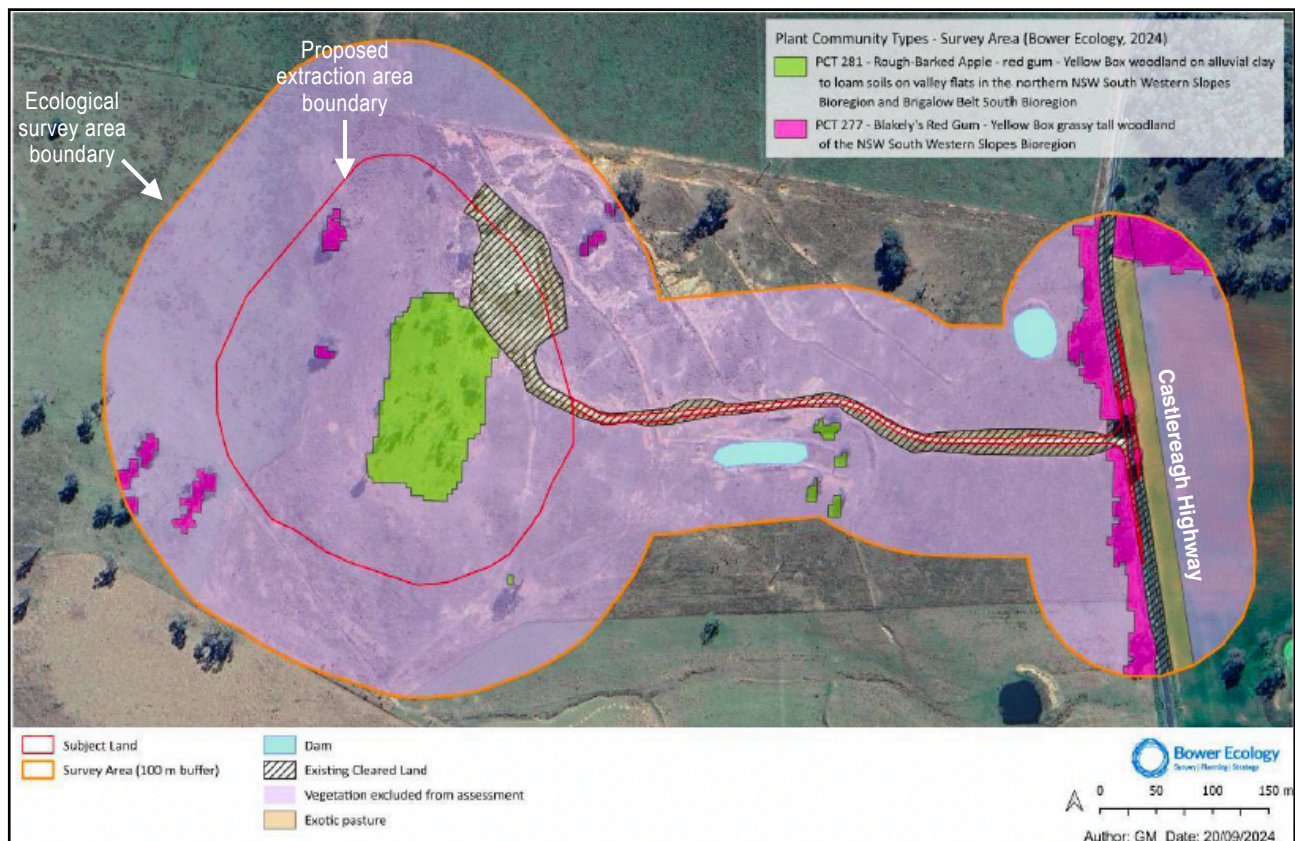 Proposed
extraction area
boundary
Ecological
survey area
boundary
Plant Community Types - Survey Area (Bower Ecology, 2024)
PCT 281 - Rough-Barked Apple - red gum - Yellow Box woodland on alluvial clay
to loam soils on valley flats in the northern NSW South Western Slopes
Bioregion and Brigalow Belt South Bioregion
PCT 277 - Blakely's Red Gum - Yellow Box grassy tall woodland
of the NSW South Western Slopes Bioregion
Castlereagh Highway
Subject Land
Survey Area (100 m buffer)
Dam
Existing Cleared Land
Vegetation excluded from assessment
Exotic pasture
Bower Ecology
Survey | Planning | Strategy
0 50 100 150 m
Author: GM Date: 20/09/2024